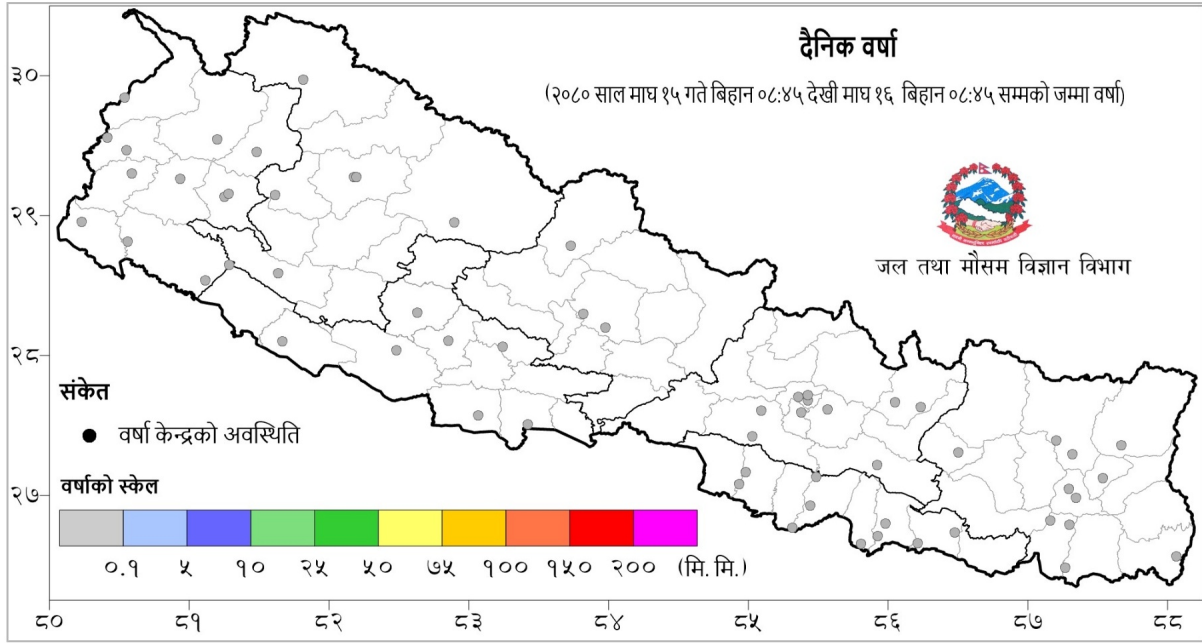 दैनिक वर्षा
(२०८० साल माघ १५ गते बिहान ०८:४५ देखी माघ १६ बिहान ०८:४५ सम्मको जम्मा वर्षा)
जल तथा मौसम विज्ञान विभाग
३०
२९
२८
२७
संकेत
वर्षा केन्द्रको अवस्थिति
वर्षाको स्केल
०.१ ५ १० २५ ५० ७५ १०० १५० २०० (मि. मि.)
८० ८१ ८२ ८३ ८४ ८५ ८६ ८७ ८८